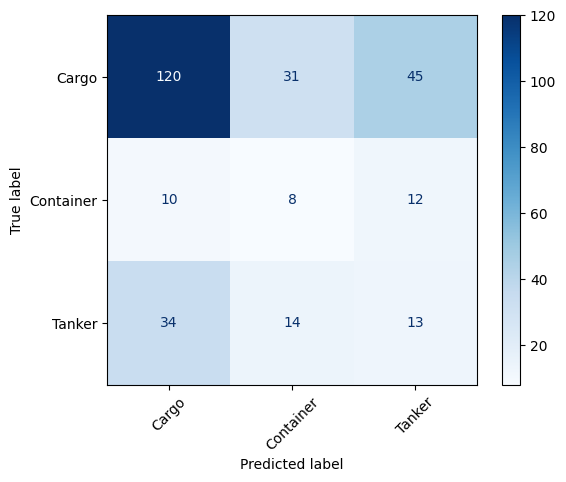 120
Cargo 120 31 45
100
80
Container 10 8 12
60
40
Tanker 34 14 13
20
Cargo Container Tanker
Predicted label
True label